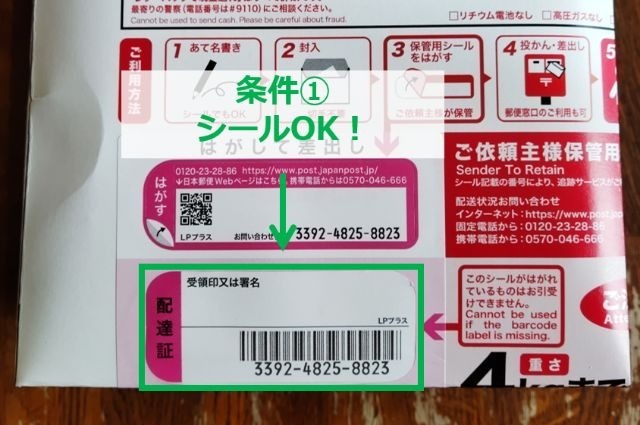 最寄りの警察(電話番号は#9110)にご相談ください。
Cannot be used to send cash. Please be careful about fraud.
□リチウム電池なし □高圧ガスなし
ご利用方法
1 あて名書き
シールでもOK
2 封入
3 保管用シールをはがす
ご依頼主様が保管
4 投かん・差出し
郵便窓口のご利用も可
5
条件①
シールOK!
はがして差出し
はがす
0120-23-28-86 https://www.post.japanpost.jp/
↓日本郵便Webページはこちら 携帯電話からは0570-046-666
LPプラス お問い合わせ 3392-4825-8823
ご依頼主様保管用
Sender To Retain
シール記載の番号により、追跡サービスが
配送状況お問い合わせ
インターネット:https://www.post.jap
固定電話から:0120-23-28-86
携帯電話から:0570-046-666
配達証
受領印又は署名
LPプラス
3392-4825-8823
このシールがはがれ
ているものはお引受
けできません。
Cannot be used
if the barcode
label is missing.
ご
Atte
重さ
4kgまで